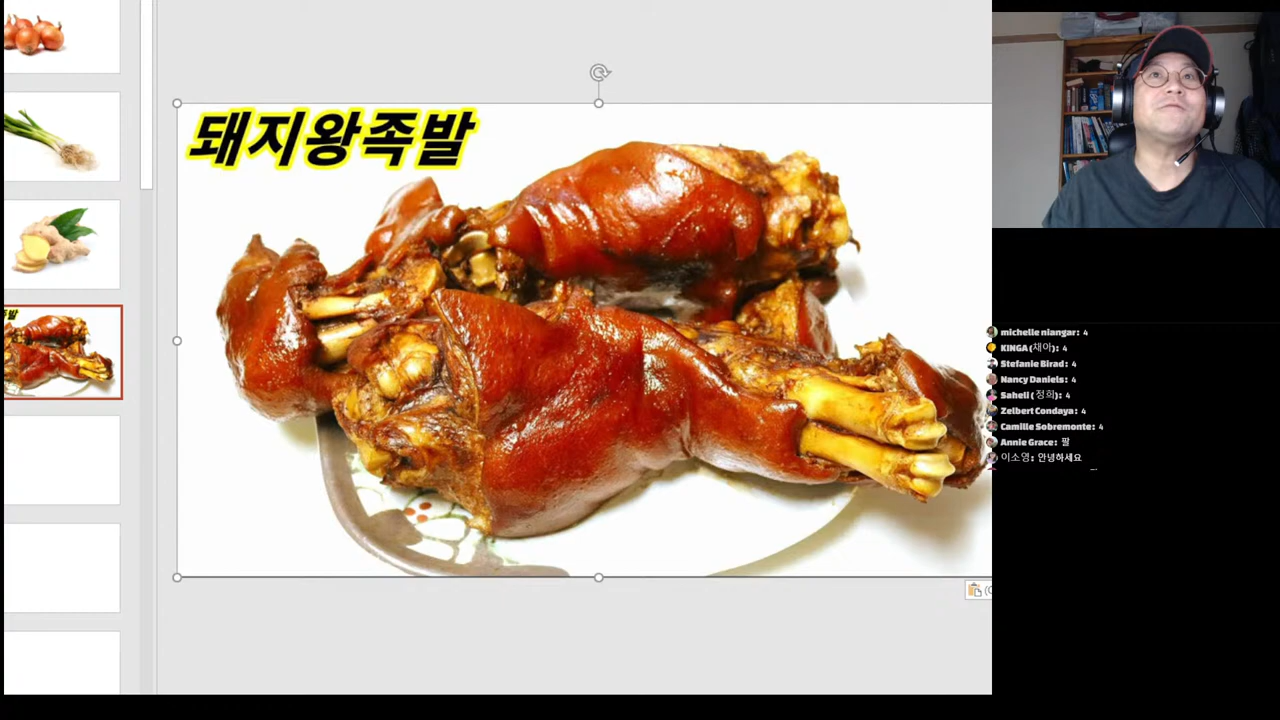 돼지왕족발
michelle niangar: 4
KINGA (채아): 4
Stefanie Birad: 4
Nancy Daniels: 4
Saheli ( 정희): 4
Zelbert Condaya: 4
Camille Sobremonte: 4
Annie Grace: 팔
이소영: 안녕하세요